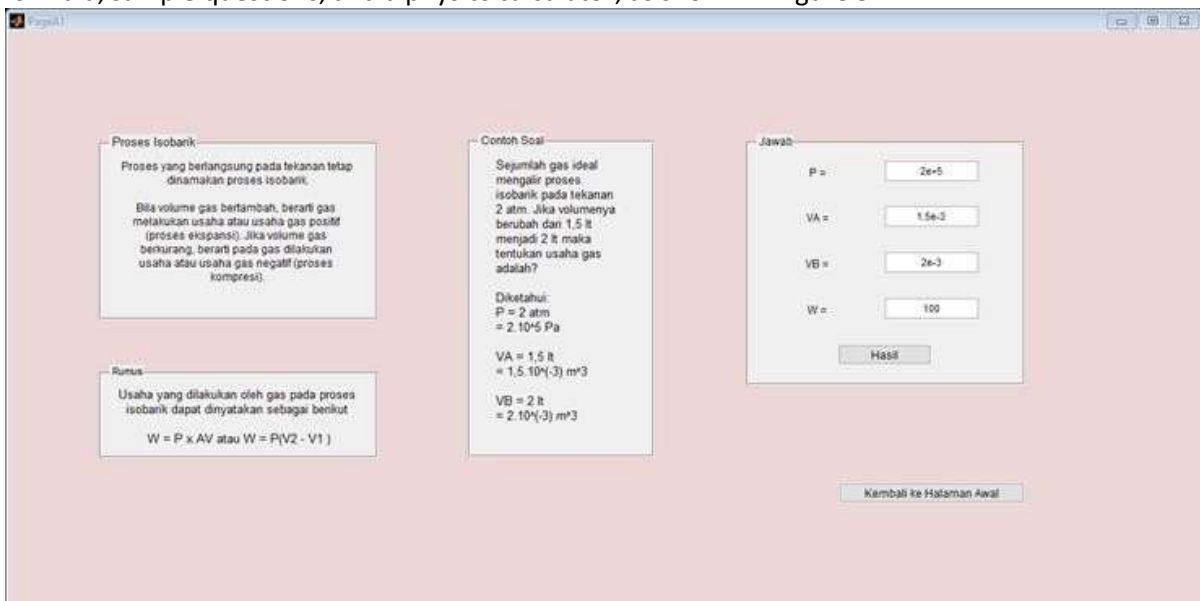 PageA1
Proses Isobarik
Proses yang berlangsung pada tekanan tetap
dinamakan proses isobarik.
Bila volume gas bertambah, berarti gas
melakukan usaha atau usaha gas positif
(proses ekspansi). Jika volume gas
berkurang, berarti pada gas dilakukan
usaha atau usaha gas negatif (proses
kompresi).
Rumus
Usaha yang dilakukan oleh gas pada proses
isobarik dapat dinyatakan sebagai berikut
W = P x AV atau W = P(V2 - V1 )
Contoh Soal
Sejumlah gas ideal
mengalir proses
isobarik pada tekanan
2 atm. Jika volumenya
berubah dari 1,5 lt
menjadi 2 lt maka
tentukan usaha gas
adalah?
Diketahui:
P = 2 atm
= 2.10^5 Pa
VA = 1,5 lt
= 1,5.10^(-3) m^3
VB = 2 lt
= 2.10^(-3) m^3
Jawab
P = 2e+5
VA = 1.5e-3
VB = 2e-3
W = 100
Hasil
Kembali ke Halaman Awal